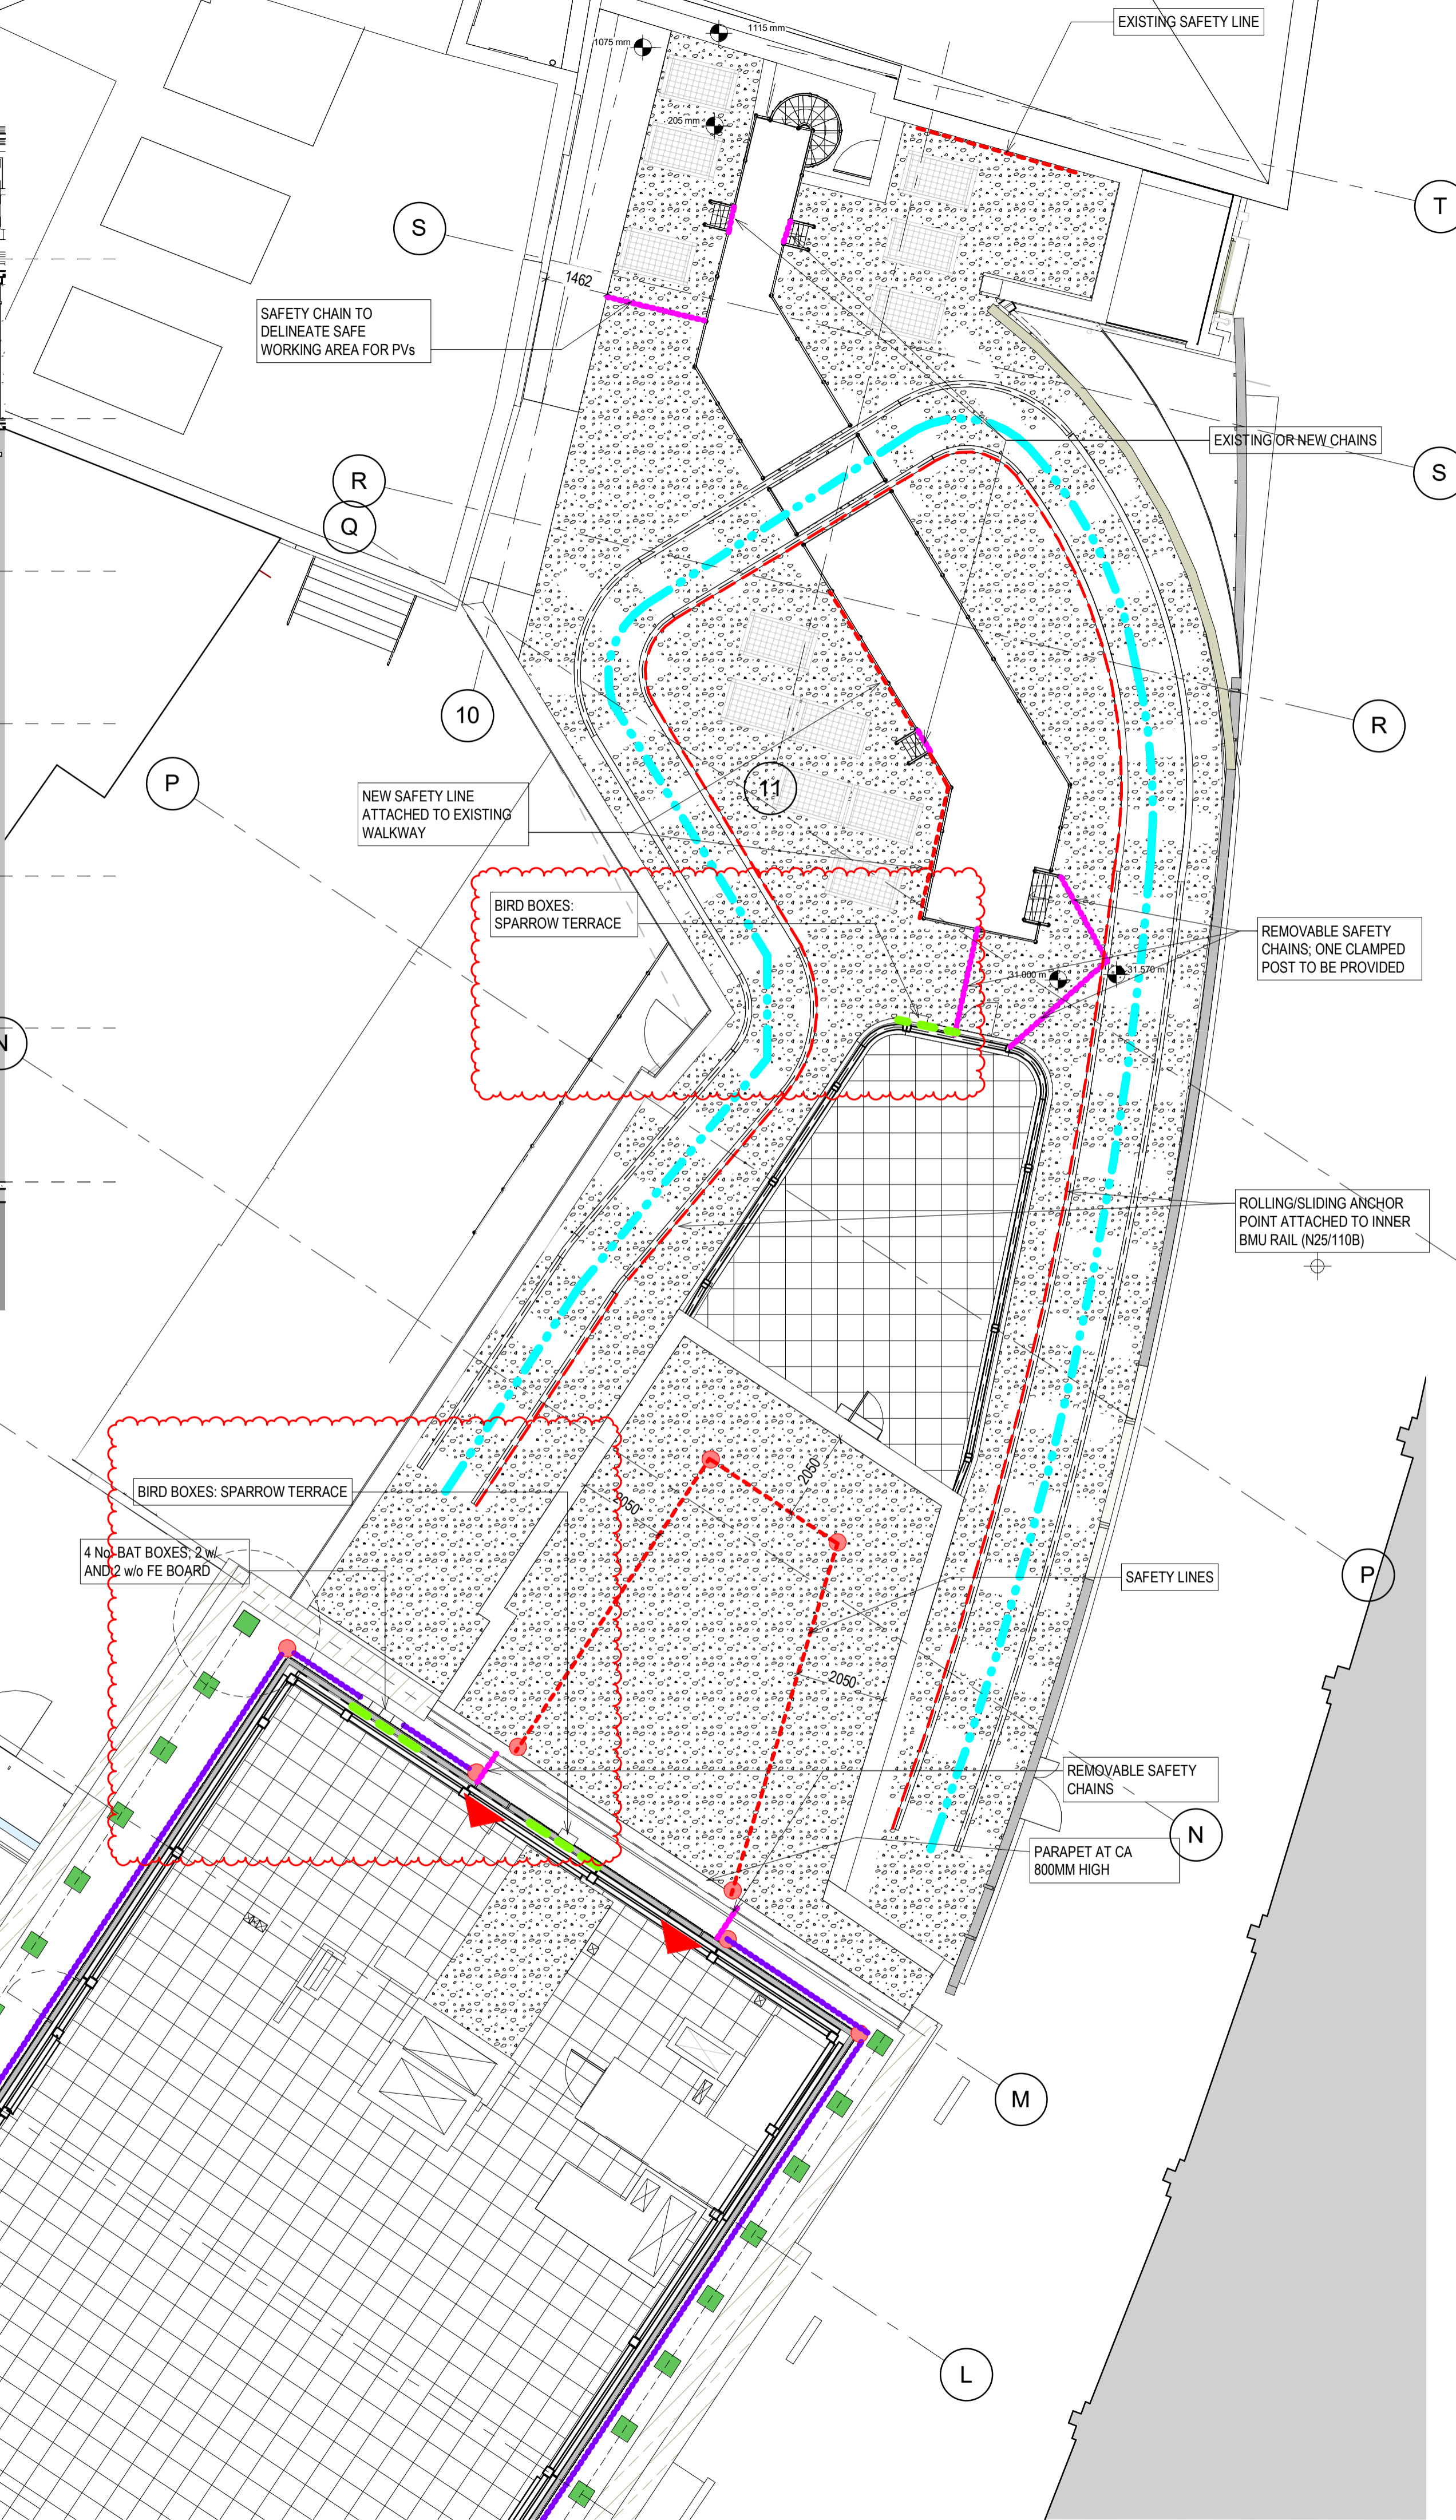 EXISTING SAFETY LINE
1115 mm
1075 mm
205 mm
T
S
1462
SAFETY CHAIN TO
DELINEATE SAFE
WORKING AREA FOR PVs
EXISTING OR NEW CHAINS
S
R
Q
10
R
P
11
NEW SAFETY LINE
ATTACHED TO EXISTING
WALKWAY
BIRD BOXES:
SPARROW TERRACE
REMOVABLE SAFETY
CHAINS; ONE CLAMPED
POST TO BE PROVIDED
31.000 m
31.570 m
N
ROLLING/SLIDING ANCHOR
POINT ATTACHED TO INNER
BMU RAIL (N25/110B)
2050
2050
BIRD BOXES: SPARROW TERRACE
4 No. BAT BOXES; 2 w/
AND 2 w/o FE BOARD
SAFETY LINES
P
2050
REMOVABLE SAFETY
CHAINS
N
PARAPET AT CA
800MM HIGH
M
L